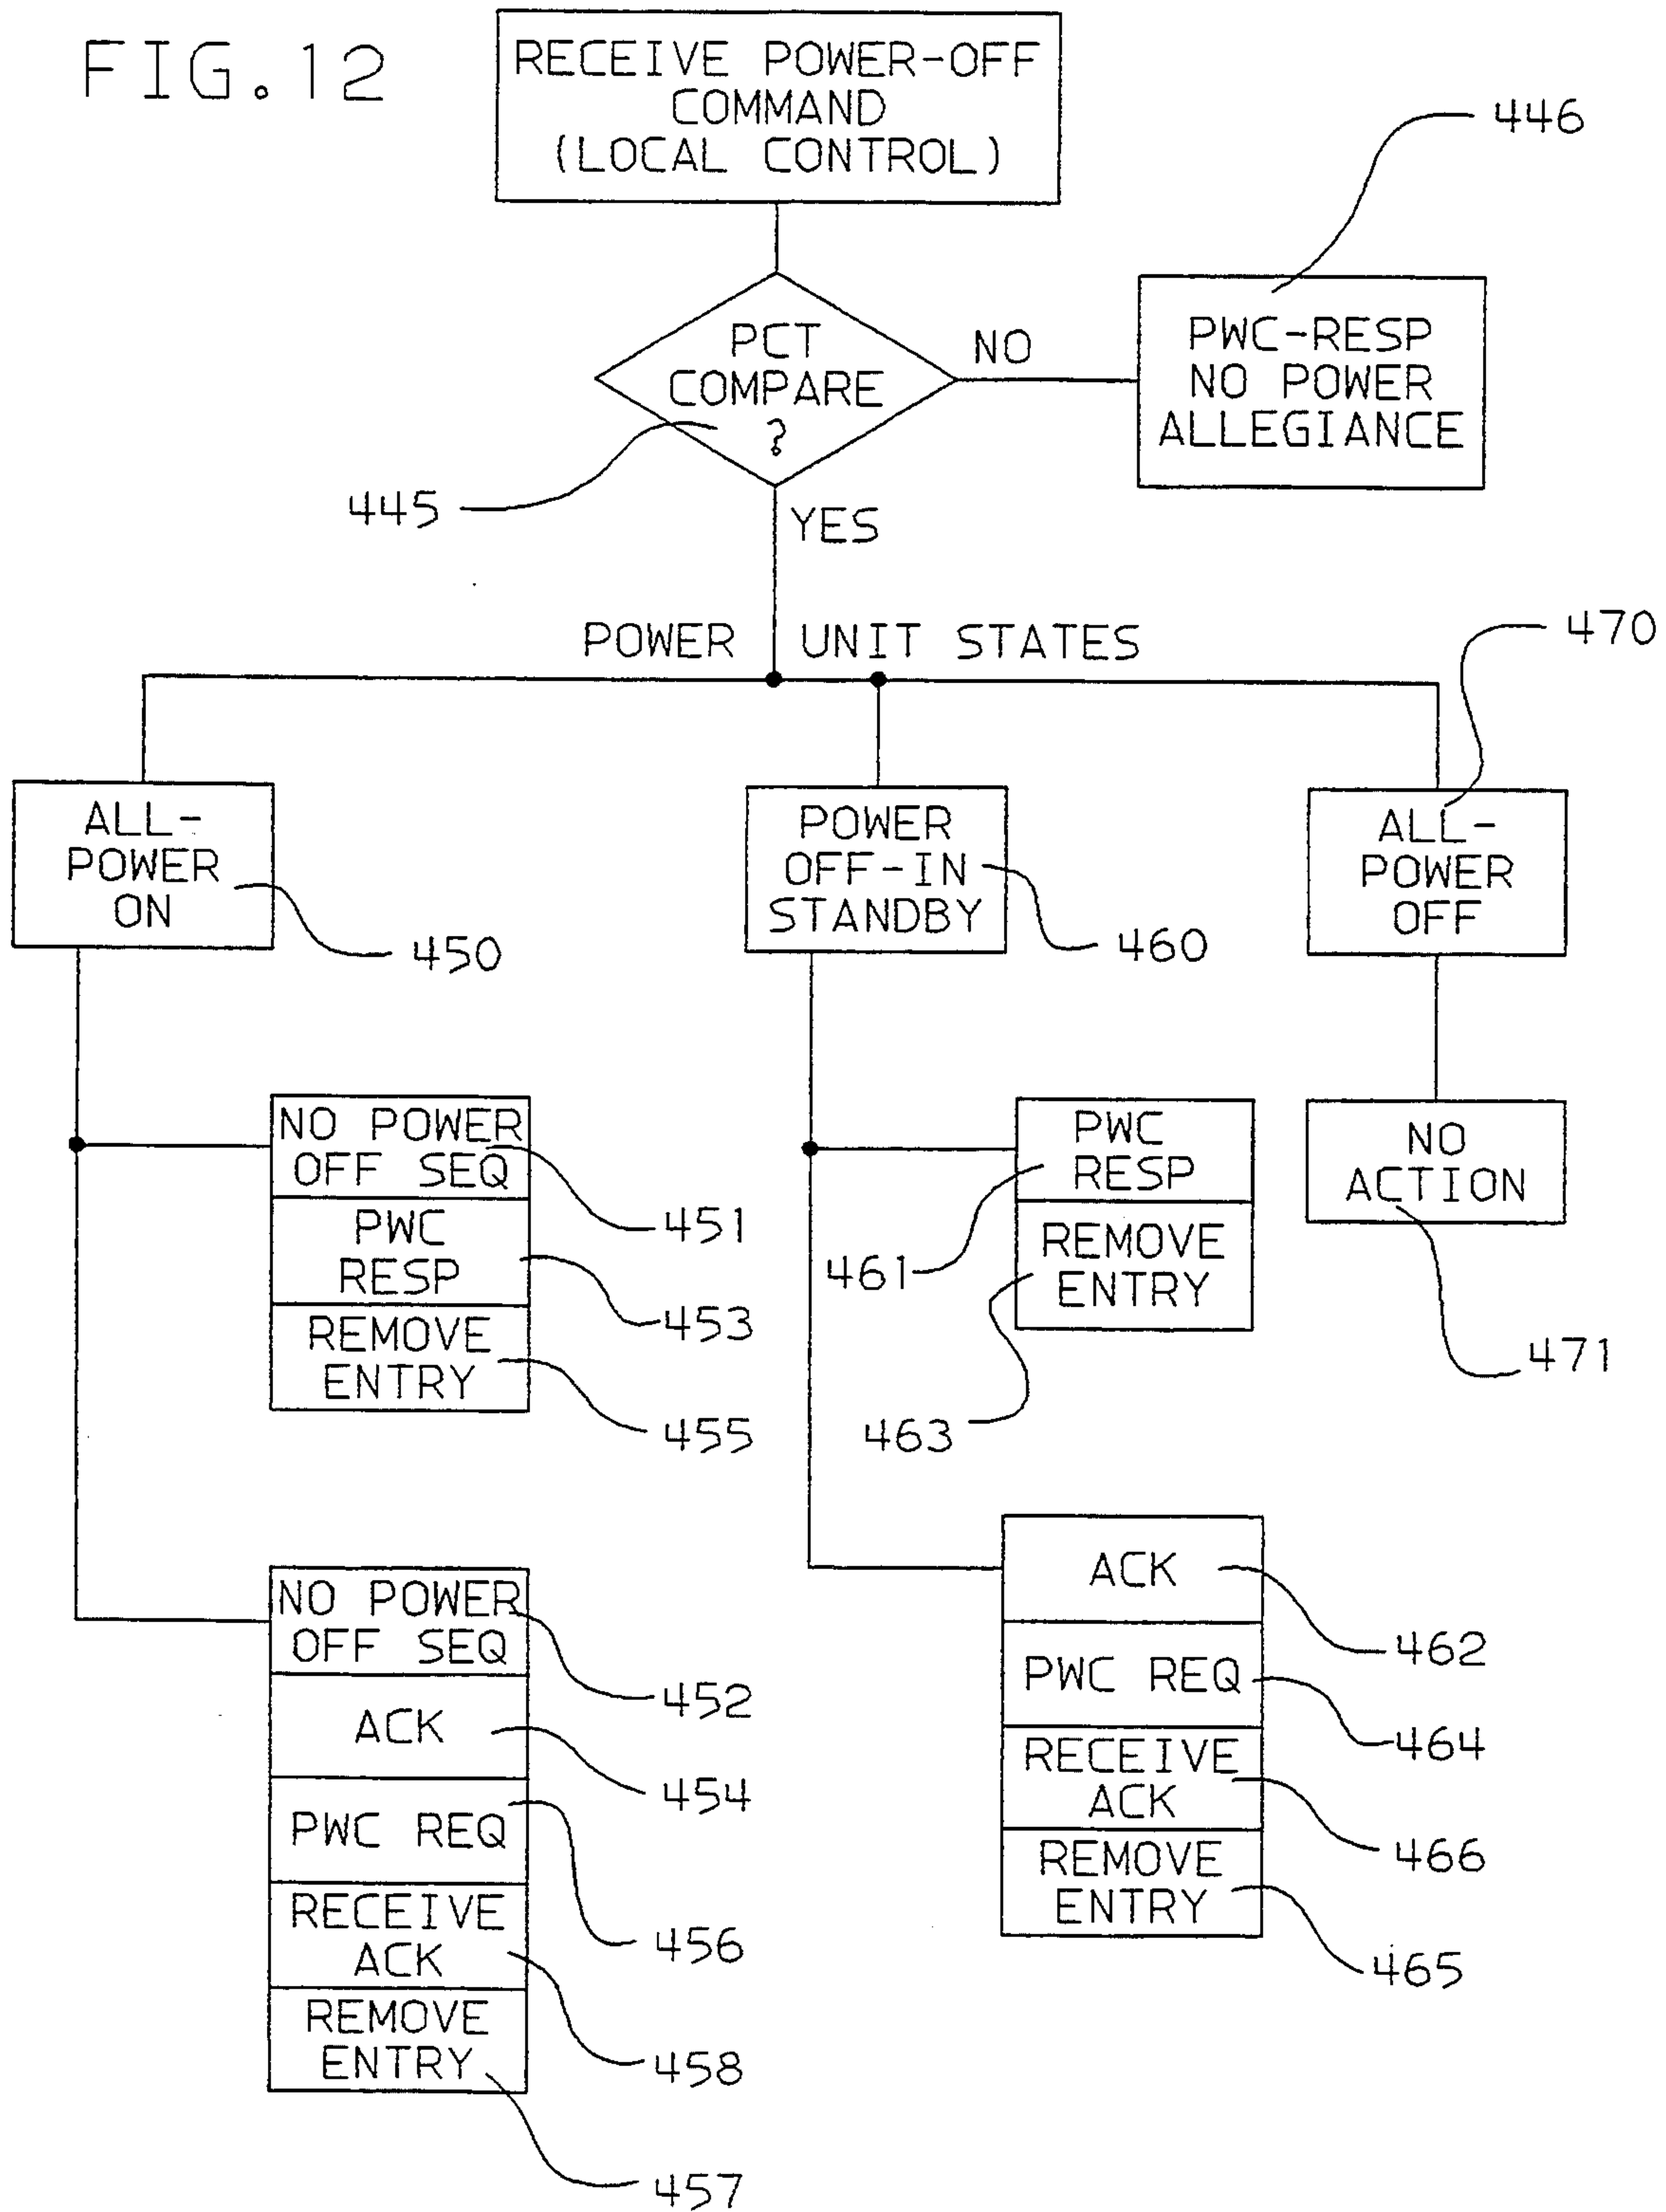 FIG.12
RECEIVE POWER-OFF
COMMAND
(LOCAL CONTROL)
446
PCT
COMPARE
?
NO
PWC-RESP
NO POWER
ALLEGIANCE
445
YES
POWER UNIT STATES
470
ALL-
POWER
ON
450
POWER
OFF-IN
STANDBY
460
ALL-
POWER
OFF
NO POWER
OFF SEQ
451
PWC
RESP
453
REMOVE
ENTRY
455
PWC
RESP
461
REMOVE
ENTRY
463
NO
ACTION
471
NO POWER
OFF SEQ
452
ACK
454
PWC REQ
456
RECEIVE
ACK
458
REMOVE
ENTRY
457
ACK
462
PWC REQ
464
RECEIVE
ACK
466
REMOVE
ENTRY
465